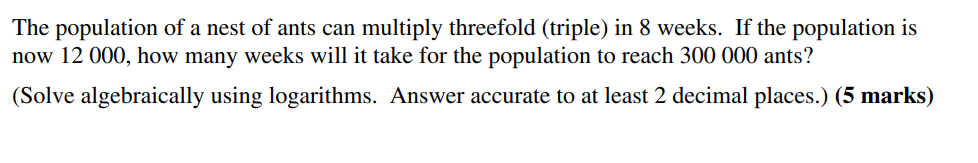 The population of a nest of ants can multiply threefold (triple) in 8 weeks.  If the population is
now 12 000, how many weeks will it take for the population to reach 300 000 ants?
(Solve algebraically using logarithms.  Answer accurate to at least 2 decimal places.) (5 marks)